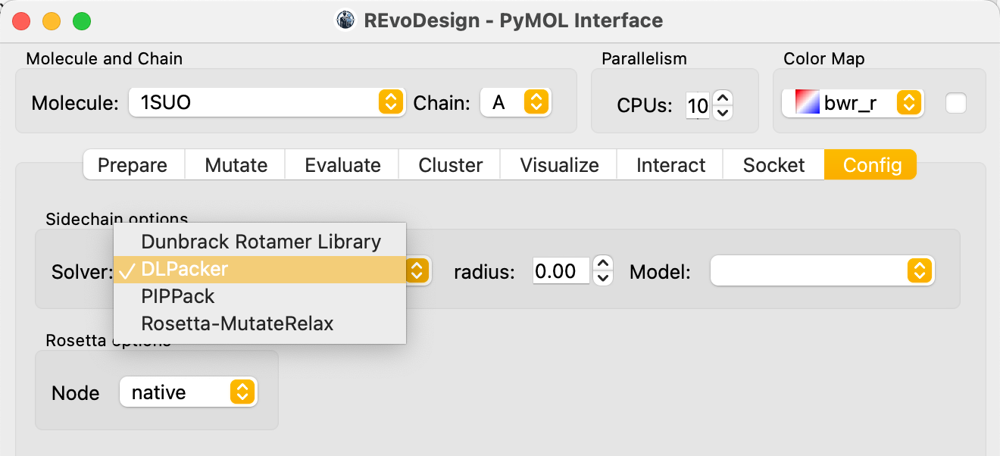 REvoDesign - PyMOL Interface
Molecule and Chain
Parallelism
Color Map
Molecule: 1SUO Chain: A
CPUs: 10
bwr_r
Prepare Mutate Evaluate Cluster Visualize Interact Socket Config
Sidechain options
Dunbrack Rotamer Library
Solver: ✓ DLPacker radius: 0.00 Model:
PIPPack
Rosetta-MutateRelax
Rosetta options
Node native